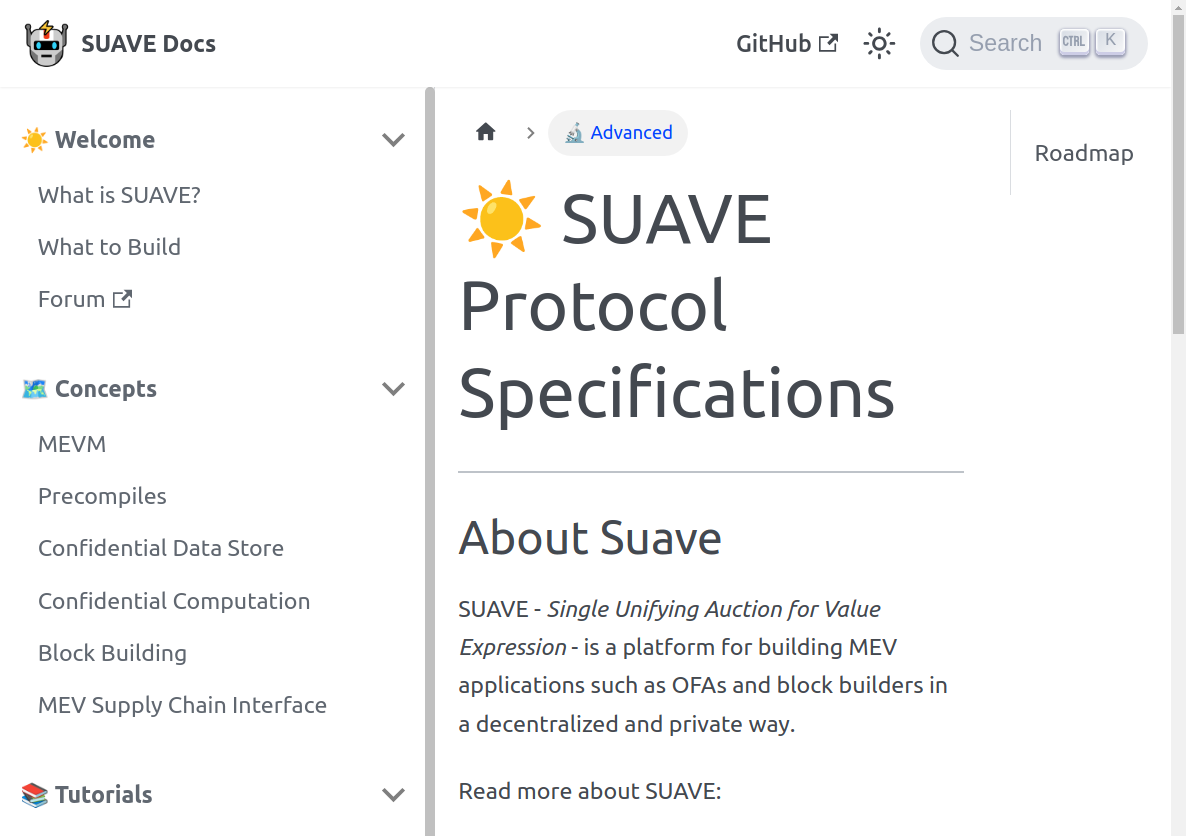 SUAVE Docs
GitHub
Search
CTRL
K
☀️ Welcome
What is SUAVE?
What to Build
Forum
🗺️ Concepts
MEVM
Precompiles
Confidential Data Store
Confidential Computation
Block Building
MEV Supply Chain Interface
📚 Tutorials
🔬 Advanced
☀️ SUAVE
Protocol
Specifications
About Suave
SUAVE - Single Unifying Auction for Value
Expression - is a platform for building MEV
applications such as OFAs and block builders in
a decentralized and private way.
Read more about SUAVE:
Roadmap